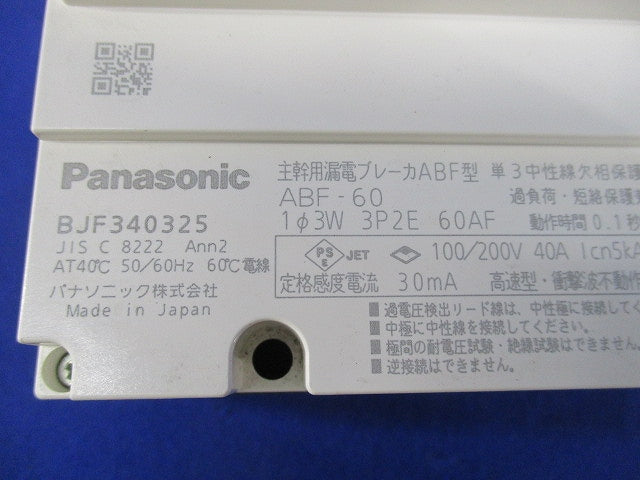 Panasonic
BJF340325
JIS C 8222 Ann2
AT40℃ 50/60Hz 60℃電線
パナソニック株式会社
Made in Japan
主幹用漏電ブレーカABF型 単3中性線欠相保護
ABF-60 過負荷・短絡保護
1φ3W 3P2E 60AF 動作時間0.1秒
PS E JET 100/200V 40A Icn5kA
定格感度電流 30mA 高速型・衝撃波不動作
■過電圧検出リード線は、中性極に接続して
■中極に中性線を接続してください。
■極間の耐電圧試験・絶縁試験はできません
■逆接続はできません。